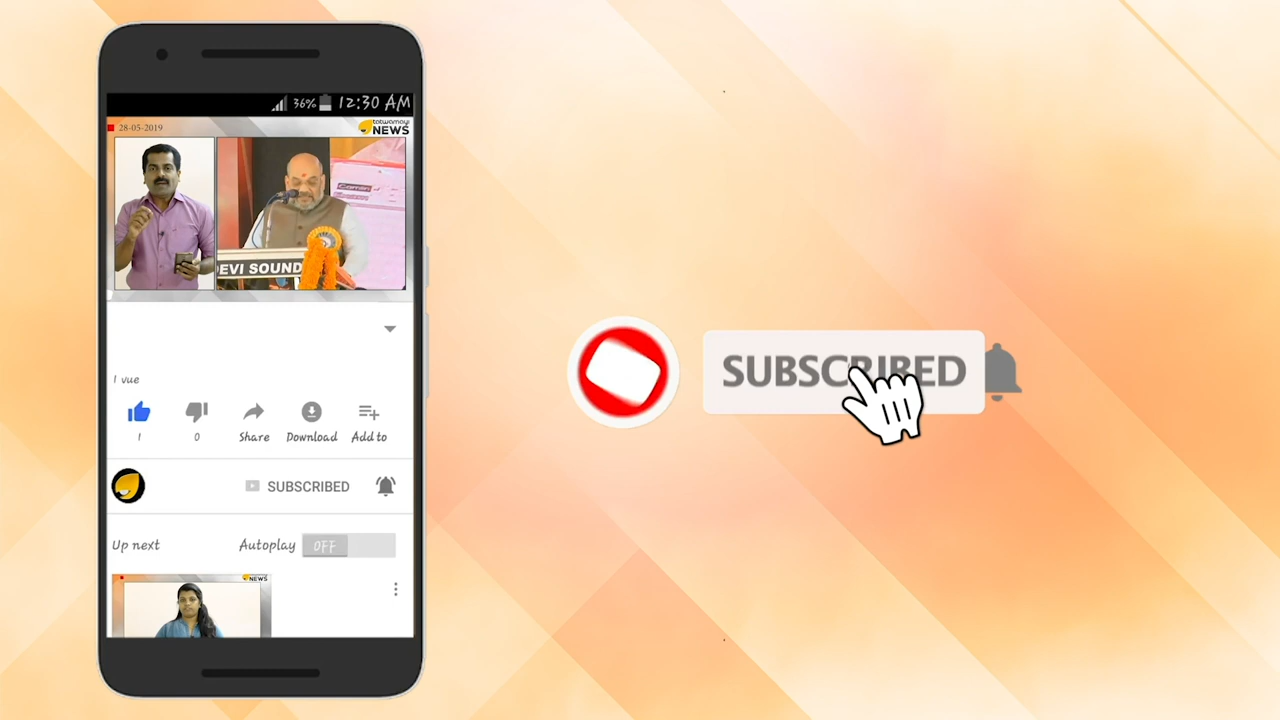 36%
12:30 AM
28-05-2019
tatwamayi
NEWS
DEVI SOUND
1 vue
1
0
Share
Download
Add to
SUBSCRIBED
Up next
Autoplay
OFF
NEWS
SUBSCRIBED